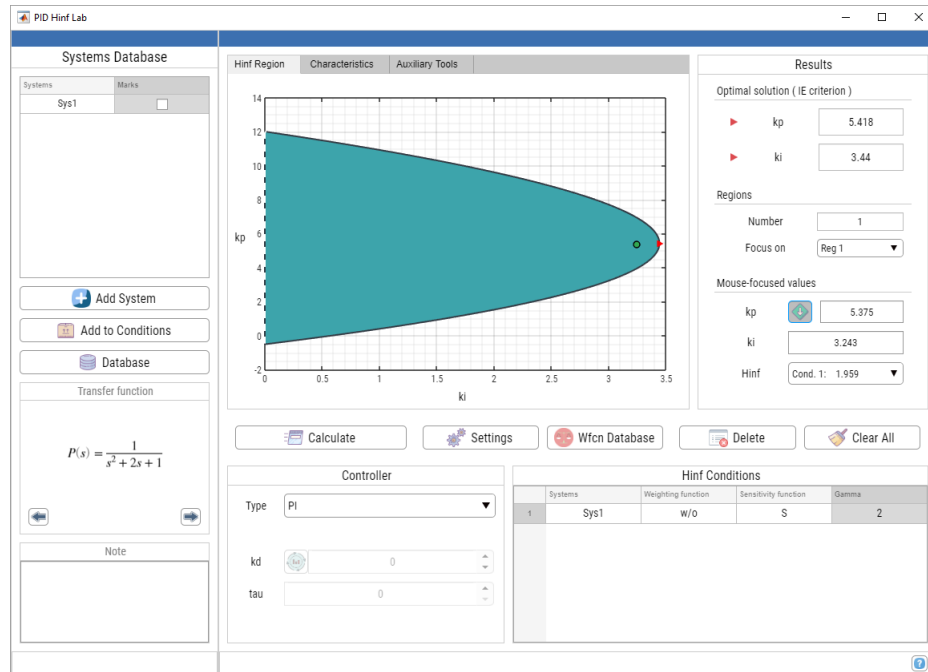 PID Hinf Lab
Systems Database
Systems Marks
Sys1
Add System
Add to Conditions
Database
Transfer function
P(s) = 1 / (s² + 2s + 1)
Note
Hinf Region Characteristics Auxiliary Tools
14
12
10
8
6
4
2
0
-2
kp
0 0.5 1 1.5 2 2.5 3 3.5
ki
Results
Optimal solution ( IE criterion )
kp 5.418
ki 3.44
Regions
Number 1
Focus on Reg 1
Mouse-focused values
kp 5.375
ki 3.243
Hinf Cond. 1: 1.959
Calculate Settings Wfcn Database Delete Clear All
Controller
Type PI
kd 0
tau 0
Hinf Conditions
Systems Weighting function Sensitivity function Gamma
1 Sys1 w/o S 2
?